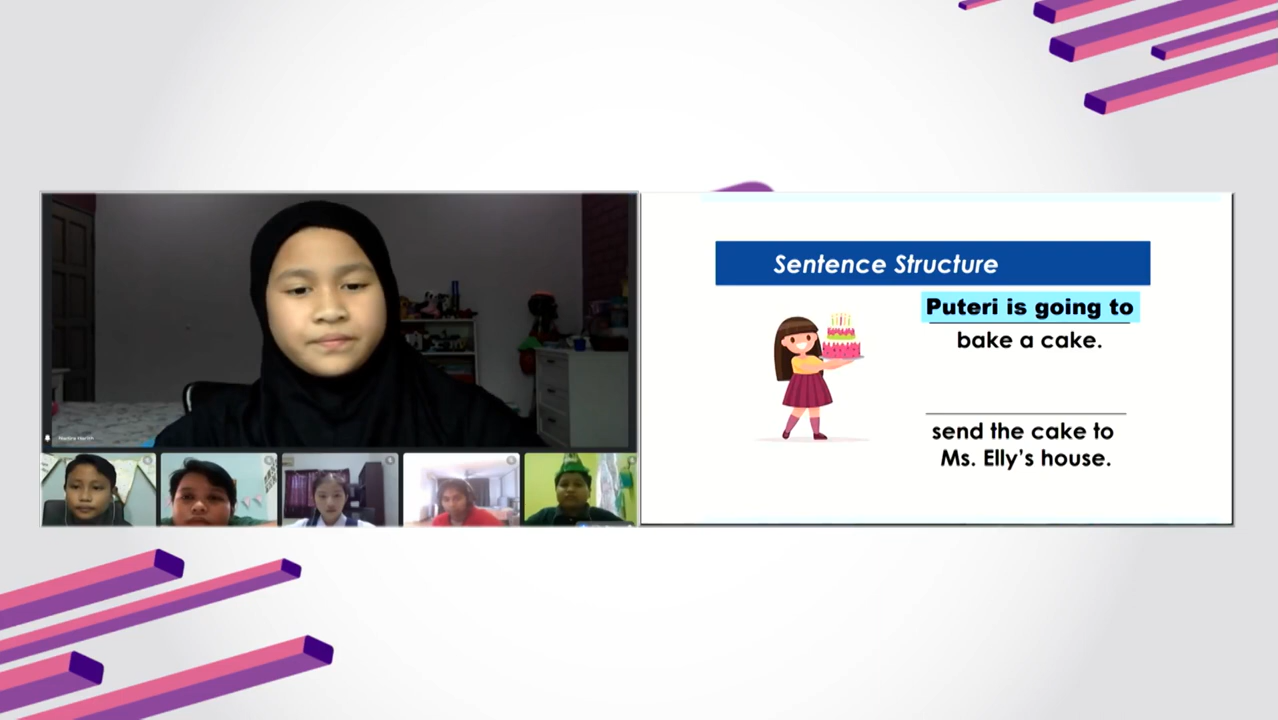 Sentence Structure
Puteri is going to
bake a cake.
send the cake to
Ms. Elly's house.